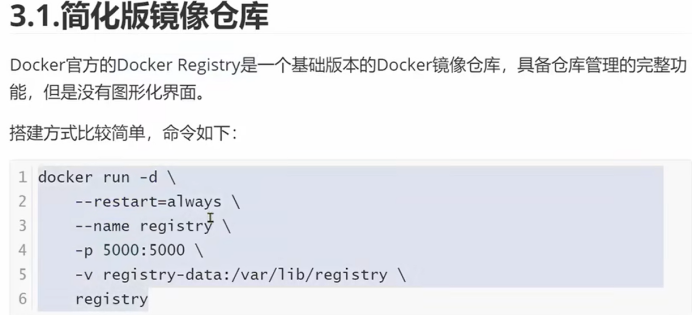 3.1.简化版镜像仓库
Docker官方的Docker Registry是一个基础版本的Docker镜像仓库，具备仓库管理的完整功
能，但是没有图形化界面。
搭建方式比较简单，命令如下：
1 docker run -d \
2     --restart=always \
3     --name registry \
4     -p 5000:5000 \
5     -v registry-data:/var/lib/registry \
6     registry